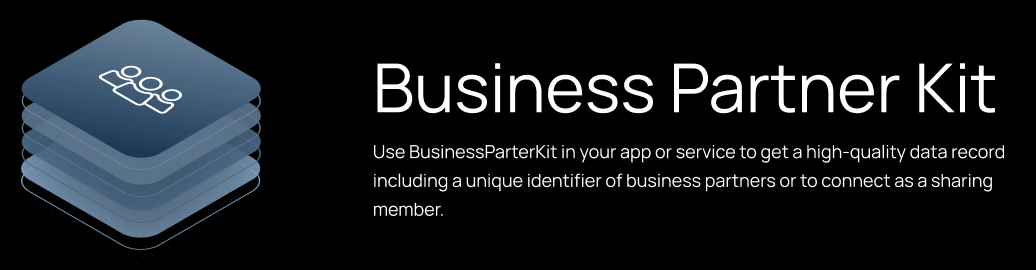 Business Partner Kit
Use BusinessParterKit in your app or service to get a high-quality data record
including a unique identifier of business partners or to connect as a sharing
member.